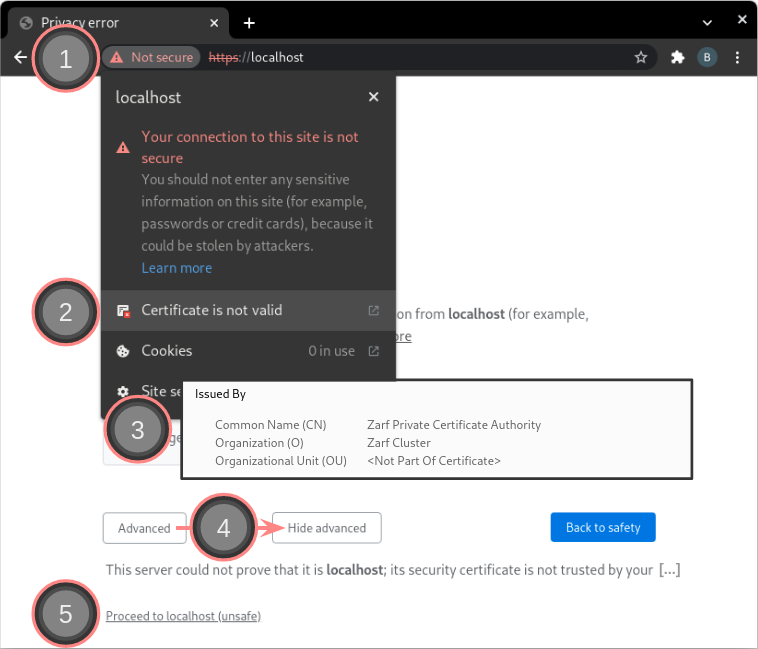 Privacy error
1
Not secure
https://localhost
B
localhost
Your connection to this site is not
secure
You should not enter any sensitive
information on this site (for example,
passwords or credit cards), because it
could be stolen by attackers.
Learn more
2
Certificate is not valid
on from localhost (for example,
Cookies
0 in use
ore
Site se
3
ge
Issued By
Common Name (CN) Zarf Private Certificate Authority
Organization (O) Zarf Cluster
Organizational Unit (OU) <Not Part Of Certificate>
Advanced
4
Hide advanced
Back to safety
This server could not prove that it is localhost; its security certificate is not trusted by your [...]
5
Proceed to localhost (unsafe)